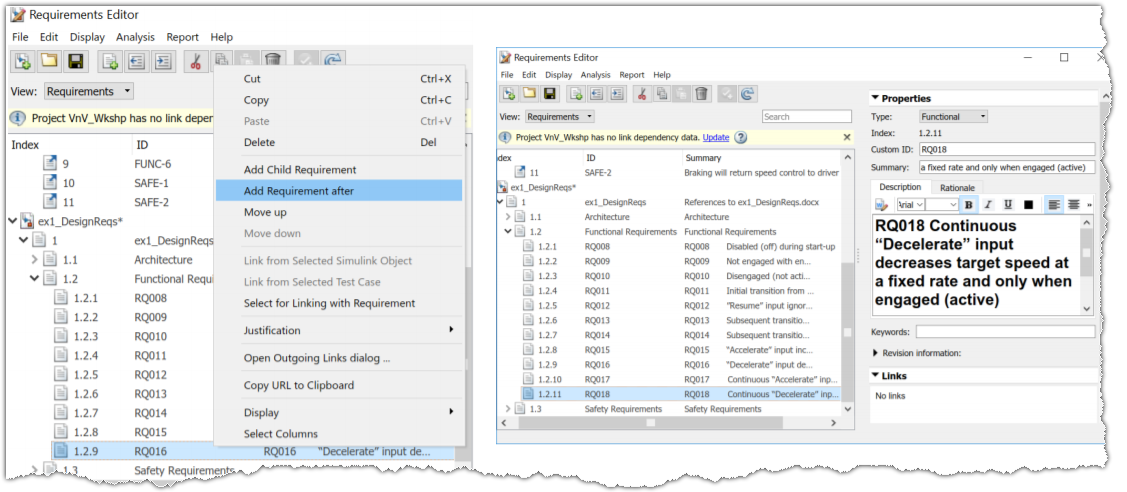 Requirements Editor
File Edit Display Analysis Report Help
View: Requirements
Project VnV_Wkshp has no link deper
Index ID
9 FUNC-6
10 SAFE-1
11 SAFE-2
ex1_DesignReqs*
1 ex1_DesignReqs
1.1 Architecture
1.2 Functional Requi
1.2.1 RQ008
1.2.2 RQ009
1.2.3 RQ010
1.2.4 RQ011
1.2.5 RQ012
1.2.6 RQ013
1.2.7 RQ014
1.2.8 RQ015
1.2.9 RQ016 RQ016 "Decelerate" input de...
1.3 Safety Requirements
Cut Ctrl+X
Copy Ctrl+C
Paste Ctrl+V
Delete Del
Add Child Requirement
Add Requirement after
Move up
Move down
Link from Selected Simulink Object
Link from Selected Test Case
Select for Linking with Requirement
Justification
Open Outgoing Links dialog ...
Copy URL to Clipboard
Display
Select Columns
Requirements Editor
File Edit Display Analysis Report Help
View: Requirements Search
Project VnV_Wkshp has no link dependency data. Update
ndex ID Summary
11 SAFE-2 Braking will return speed control to driver
ex1_DesignReqs*
1 ex1_DesignReqs References to ex1_DesignReqs.docx
1.1 Architecture Architecture
1.2 Functional Requirements Functional Requirements
1.2.1 RQ008 RQ008 Disabled (off) during start-up
1.2.2 RQ009 RQ009 Not engaged with en...
1.2.3 RQ010 RQ010 Disengaged (not acti...
1.2.4 RQ011 RQ011 Initial transition from ...
1.2.5 RQ012 RQ012 "Resume" input ignor...
1.2.6 RQ013 RQ013 Subsequent transitio...
1.2.7 RQ014 RQ014 Subsequent transitio...
1.2.8 RQ015 RQ015 "Accelerate" input inc...
1.2.9 RQ016 RQ016 "Decelerate" input de...
1.2.10 RQ017 RQ017 Continuous "Accelerate" inp...
1.2.11 RQ018 RQ018 Continuous "Decelerate" inp...
1.3 Safety Requirements Safety Requirements
Properties
Type: Functional
Index: 1.2.11
Custom ID: RQ018
Summary: a fixed rate and only when engaged (active)
Description Rationale
Arial B I U
RQ018 Continuous
“Decelerate” input
decreases target speed at
a fixed rate and only when
engaged (active)
Keywords:
Revision information:
Links
No links